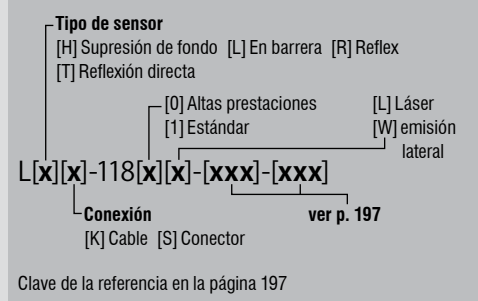 Tipo de sensor
[H] Supresión de fondo [L] En barrera [R] Reflex
[T] Reflexión directa
[0] Altas prestaciones [L] Láser
[1] Estándar [W] emisión
lateral
L[x][x]-118[x][x]-[xxx]-[xxx]
Conexión ver p. 197
[K] Cable [S] Conector
Clave de la referencia en la página 197